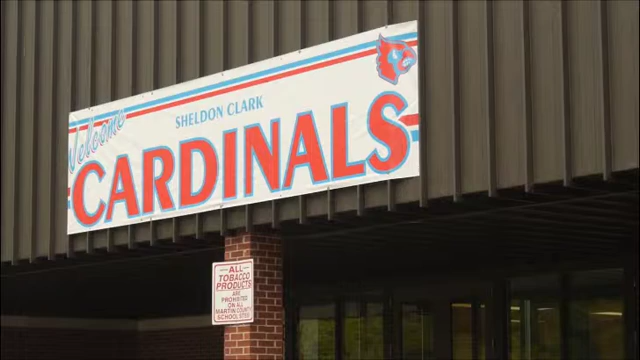 Welcome
SHELDON CLARK
CARDINALS
ALL
TOBACCO
PRODUCTS
ARE
PROHIBITED
ON ALL
MARTIN COUNTY
SCHOOL SITES